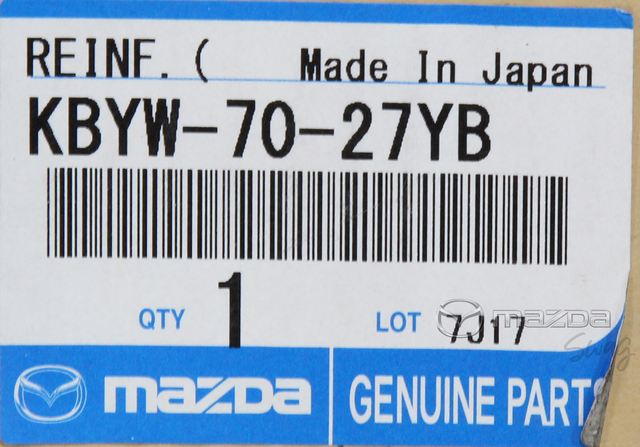 REINF. ( Made In Japan
KBYW-70-27YB
QTY 1 LOT 7J17
mazda
mazda GENUINE PARTS